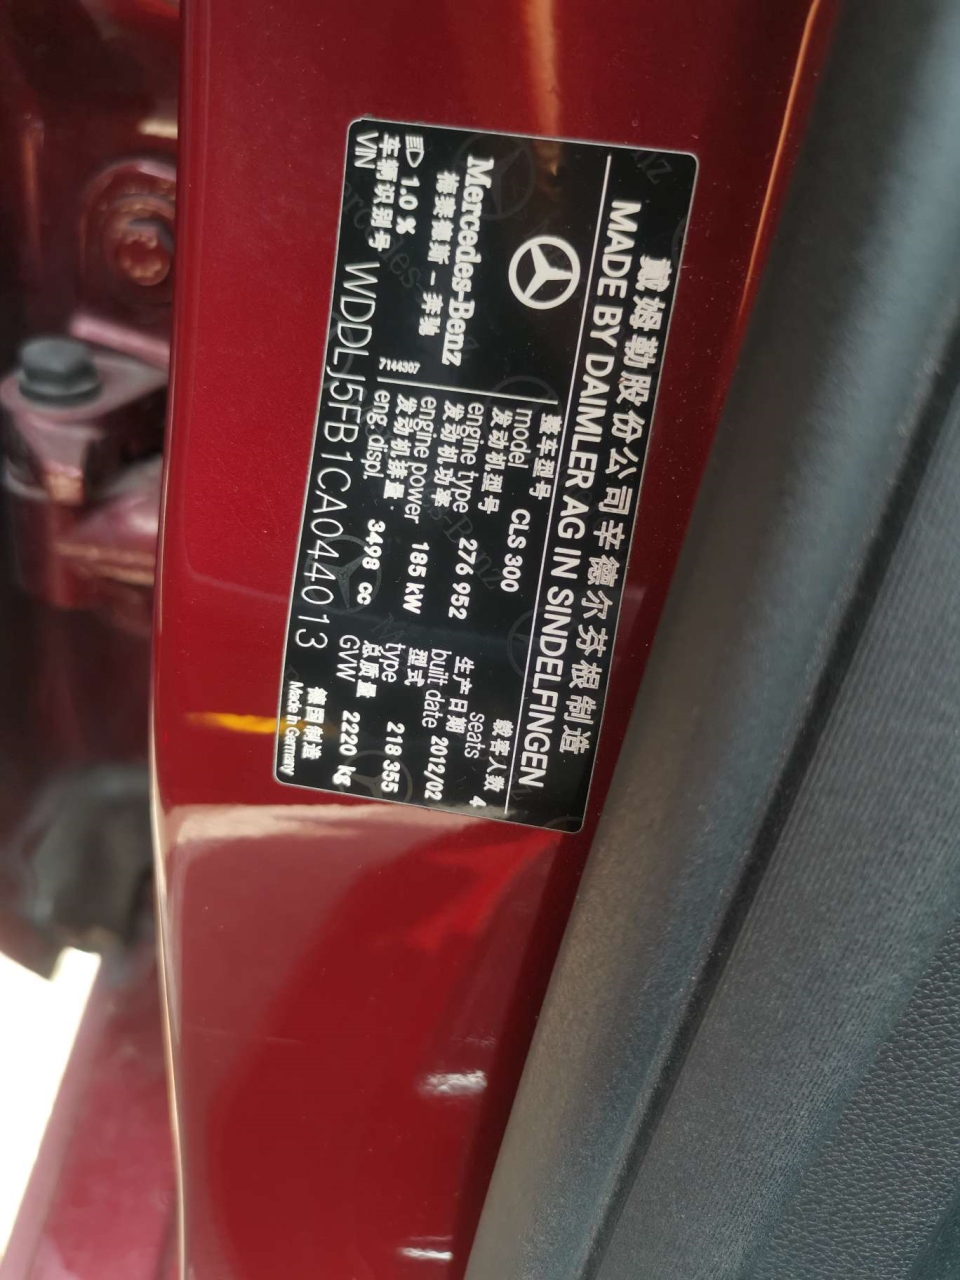 戴姆勒股份公司辛德尔芬根制造
MADE BY DAIMLER AG IN SINDELFINGEN
Mercedes-Benz
梅赛德斯-奔驰
整车型号
model CLS 300
发动机型号
engine type 276 952
发动机功率
engine power 185 kW
发动机排量
eng. displ. 3498 cc
载客人数 4
seats
生产日期
built date 2012/02
型式
type 218 355
总质量
GVW 2220 kg
1.0 %
7144307
车辆识别号
VIN WDDLJ5FB1CA044013
德国制造
Made in Germany